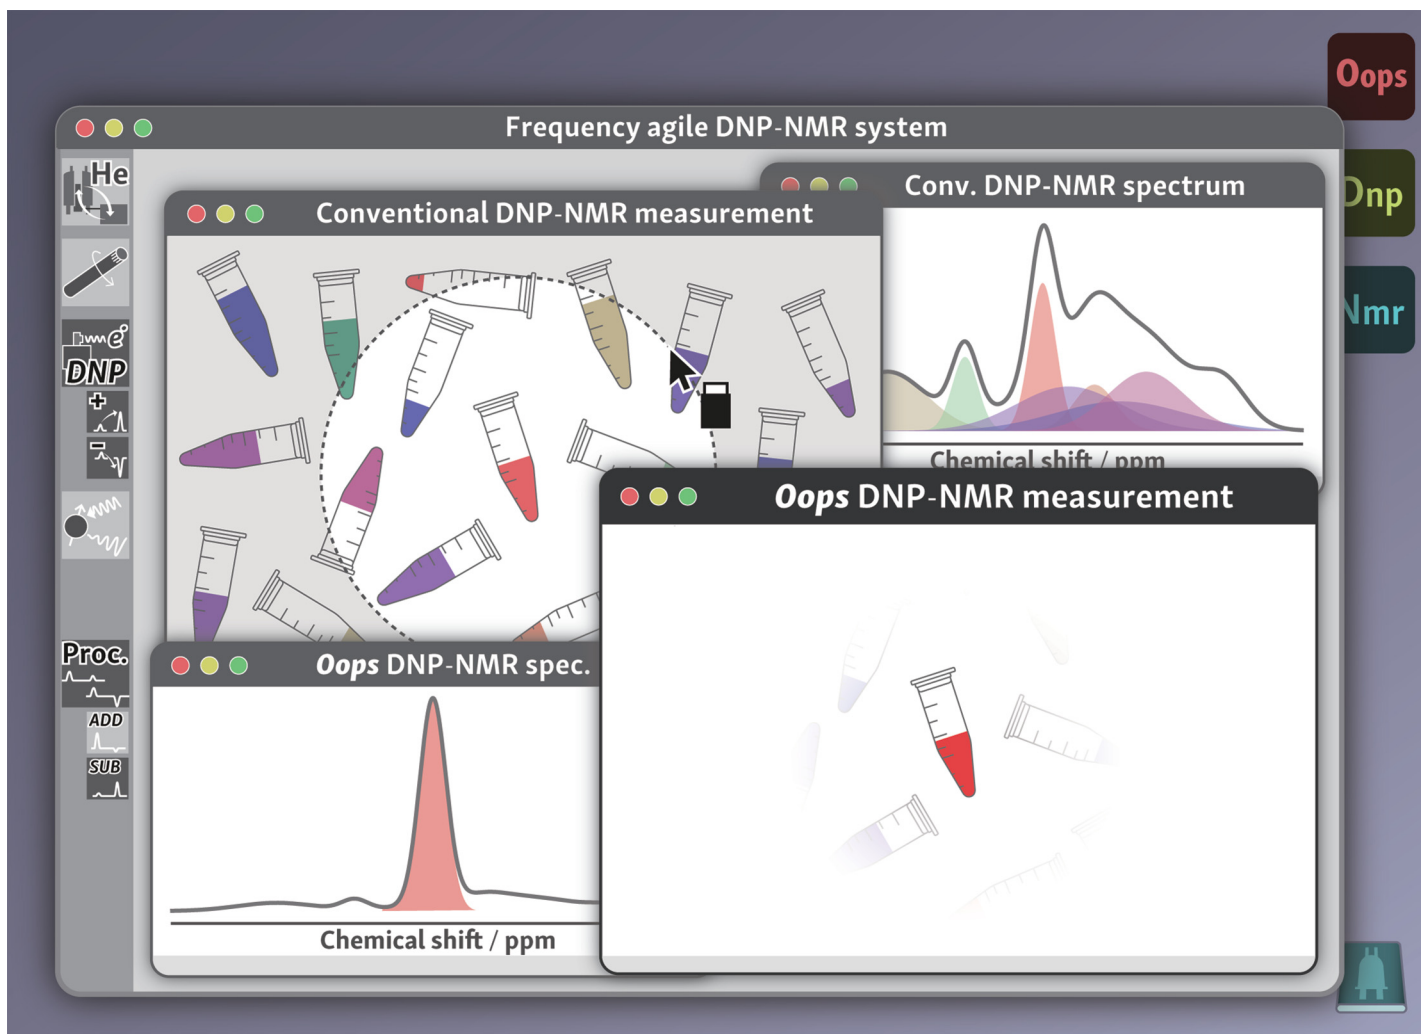 Oops
Frequency agile DNP-NMR system
He
Conv. DNP-NMR spectrum
Dnp
Conventional DNP-NMR measurement
Nmr
e
DNP
+
-
Chemical shift / ppm
Oops DNP-NMR measurement
Proc.
Oops DNP-NMR spec.
ADD
SUB
Chemical shift / ppm